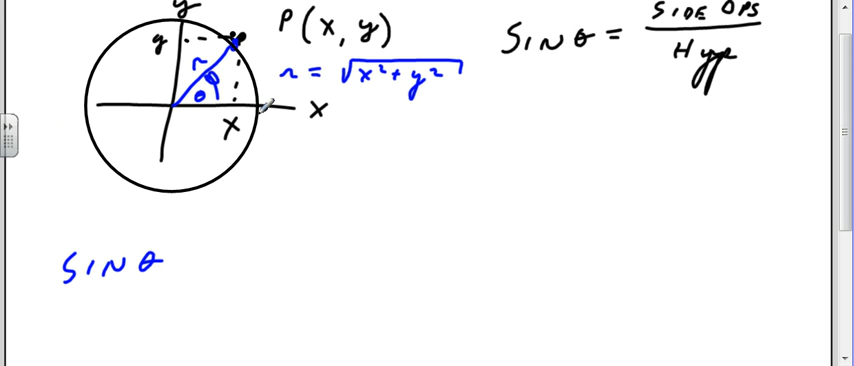 y
P(x, y)
SIN θ = SIDE OPS / Hyp
y
r
r = √x²+y²
θ
x
x
SIN θ